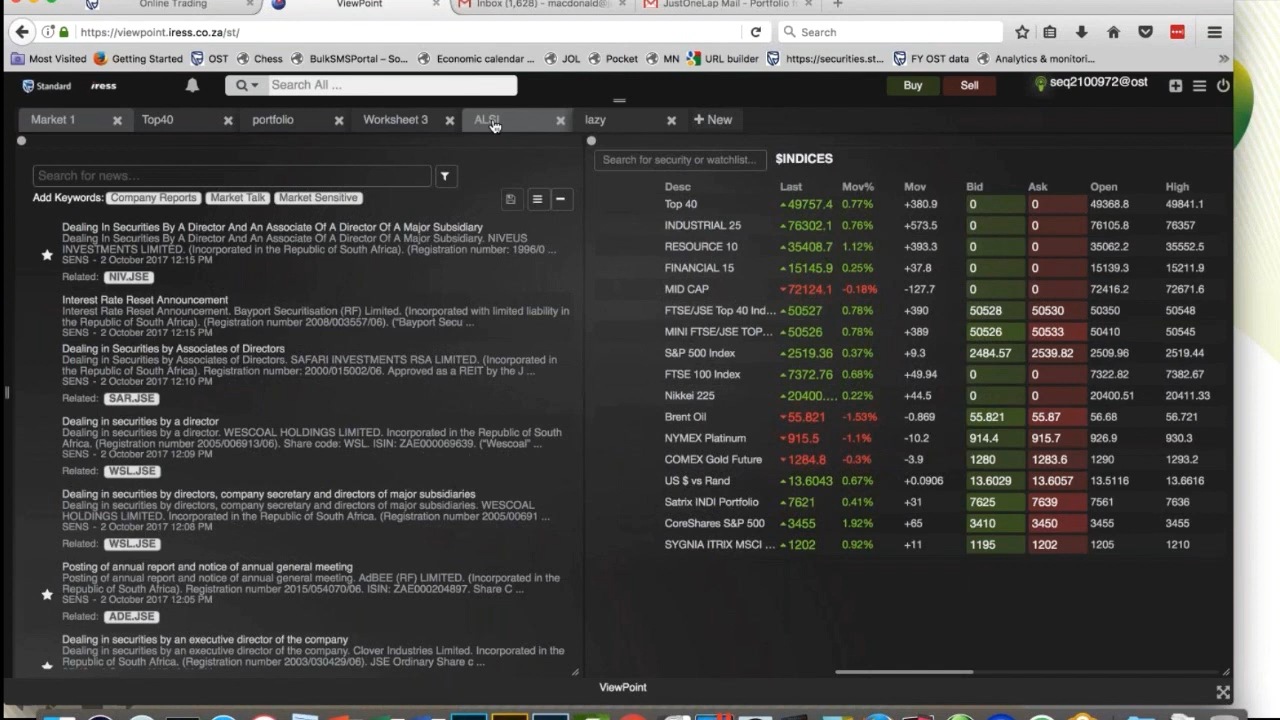 Online Trading
ViewPoint
Inbox (1,628) - macdonald@
JustOneLap Mail - Portfolio
https://viewpoint.iress.co.za/st/
Search
Most Visited
Getting Started
OST
Chess
BulkSMSPortal – So...
Economic calendar ...
JOL
Pocket
MN
URL builder
https://securities.st...
FY OST data
Analytics & monitori...
Standard
iress
Search All ...
Buy
Sell
seq2100972@ost
Market 1
Top40
portfolio
Worksheet 3
ALSI
lazy
+ New
Search for news...
Add Keywords: Company Reports Market Talk Market Sensitive
Dealing In Securities By A Director And An Associate Of A Director Of A Major Subsidiary
Dealing In Securities By A Director And An Associate Of A Director Of A Major Subsidiary. NIVEUS
INVESTMENTS LIMITED. (Incorporated in the Republic of South Africa). (Registration number: 1996/0 ...
SENS - 2 October 2017 12:15 PM
Related: NIV.JSE
Interest Rate Reset Announcement
Interest Rate Reset Announcement. Bayport Securitisation (RF) Limited. (Incorporated with limited liability in
the Republic of South Africa). (Registration number 2008/003557/06). ("Bayport Secu ...
SENS - 2 October 2017 12:15 PM
Dealing in Securities by Associates of Directors
Dealing in Securities by Associates of Directors. SAFARI INVESTMENTS RSA LIMITED. (Incorporated in
the Republic of South Africa). (Registration number: 2000/015002/06). Approved as a REIT by the J ...
SENS - 2 October 2017 12:10 PM
Related: SAR.JSE
Dealing in securities by a director
Dealing in securities by a director. WESCOAL HOLDINGS LIMITED. Incorporated in the Republic of South
Africa. (Registration number 2005/006913/06). Share code: WSL. ISIN: ZAE000069639. ("Wescoal" ...
SENS - 2 October 2017 12:09 PM
Related: WSL.JSE
Dealing in securities by directors, company secretary and directors of major subsidiaries
Dealing in securities by directors, company secretary and directors of major subsidiaries. WESCOAL
HOLDINGS LIMITED. Incorporated in the Republic of South Africa. (Registration number 2005/00691 ...
SENS - 2 October 2017 12:08 PM
Related: WSL.JSE
Posting of annual report and notice of annual general meeting
Posting of annual report and notice of annual general meeting. AdBEE (RF) LIMITED. (Incorporated in the
Republic of South Africa). Registration number 2015/054070/06. ISIN: ZAE000204897. Share C ...
SENS - 2 October 2017 12:05 PM
Related: ADE.JSE
Dealing in securities by an executive director of the company
Dealing in securities by an executive director of the company. Clover Industries Limited. Incorporated in the
Republic of South Africa. (Registration number 2003/030429/06). JSE Ordinary Share c ...
Search for security or watchlist...
$INDICES
Desc Last Mov% Mov Bid Ask Open High
Top 40 49757.4 0.77% +380.9 0 0 49368.8 49841.1
INDUSTRIAL 25 76302.1 0.76% +573.5 0 0 76105.8 76357
RESOURCE 10 35408.7 1.12% +393.3 0 0 35062.2 35552.5
FINANCIAL 15 15145.9 0.25% +37.8 0 0 15139.3 15211.9
MID CAP 72124.1 -0.18% -127.7 0 0 72416.2 72671.6
FTSE/JSE Top 40 Ind... 50527 0.78% +390 50528 50530 50350 50548
MINI FTSE/JSE TOP... 50526 0.78% +389 50526 50533 50410 50545
S&P 500 Index 2519.36 0.37% +9.3 2484.57 2539.82 2509.96 2519.44
FTSE 100 Index 7372.76 0.68% +49.94 0 0 7322.82 7382.67
Nikkei 225 20400.... 0.22% +44.5 0 0 20400.51 20411.33
Brent Oil 55.821 -1.53% -0.869 55.821 55.87 56.68 56.721
NYMEX Platinum 915.5 -1.1% -10.2 914.4 915.7 926.9 930.3
COMEX Gold Future 1284.8 -0.3% -3.9 1280 1283.6 1290 1293.2
US $ vs Rand 13.6043 0.67% +0.0906 13.6029 13.6057 13.5116 13.6616
Satrix INDI Portfolio 7621 0.41% +31 7625 7639 7561 7636
CoreShares S&P 500 3455 1.92% +65 3410 3450 3455 3455
SYGNIA ITRIX MSCI ... 1202 0.92% +11 1195 1202 1205 1210
ViewPoint